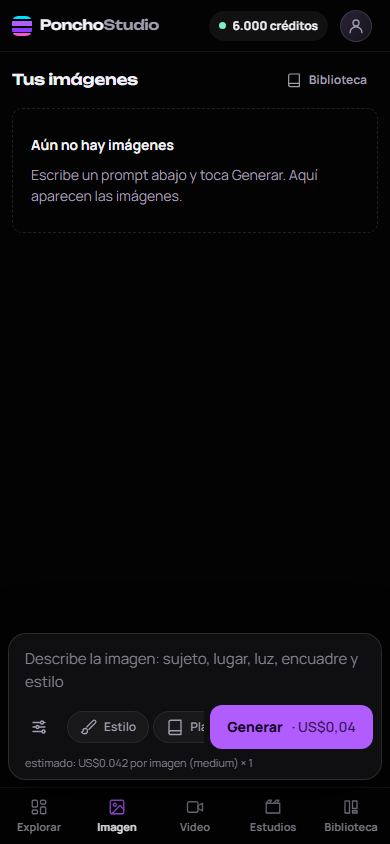 PonchoStudio
6.000 créditos
Tus imágenes
Biblioteca
Aún no hay imágenes
Escribe un prompt abajo y toca Generar. Aquí
aparecen las imágenes.
Describe la imagen: sujeto, lugar, luz, encuadre y
estilo
Estilo
Generar · US$0,04
estimado: US$0.042 por imagen (medium) × 1
Explorar
Imagen
Video
Estudios
Biblioteca